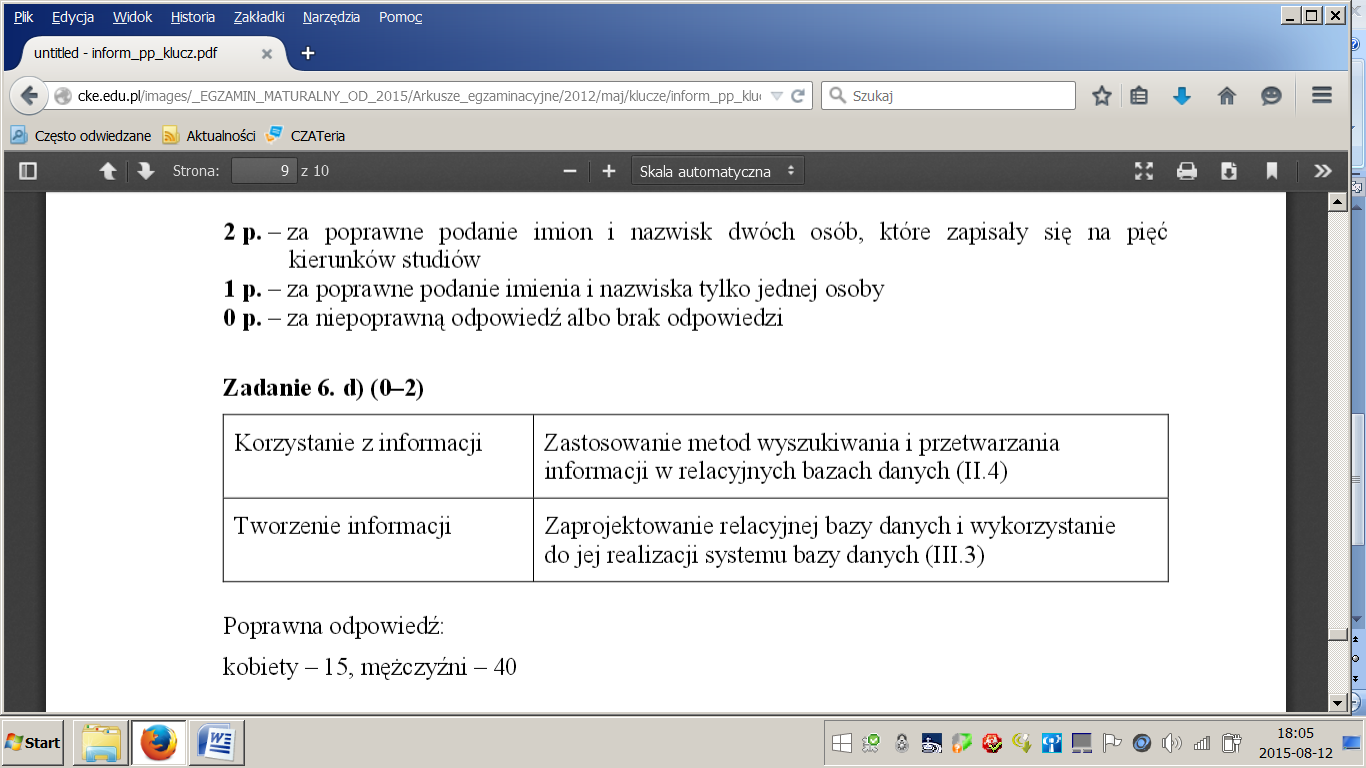 Plik Edycja Widok Historia Zakładki Narzędzia Pomoc
untitled - inform_pp_klucz.pdf
cke.edu.pl/images/_EGZAMIN_MATURALNY_OD_2015/Arkusze_egzaminacyjne/2012/maj/klucze/inform_pp_klu
Szukaj
Często odwiedzane Aktualności CZATeria
Strona: 9 z 10 Skala automatyczna
2 p. – za poprawne podanie imion i nazwisk dwóch osób, które zapisały się na pięć
kierunków studiów
1 p. – za poprawne podanie imienia i nazwiska tylko jednej osoby
0 p. – za niepoprawną odpowiedź albo brak odpowiedzi
Zadanie 6. d) (0–2)
Korzystanie z informacji
Zastosowanie metod wyszukiwania i przetwarzania
informacji w relacyjnych bazach danych (II.4)
Tworzenie informacji
Zaprojektowanie relacyjnej bazy danych i wykorzystanie
do jej realizacji systemu bazy danych (III.3)
Poprawna odpowiedź:
kobiety – 15, mężczyźni – 40
Start
18:05
2015-08-12